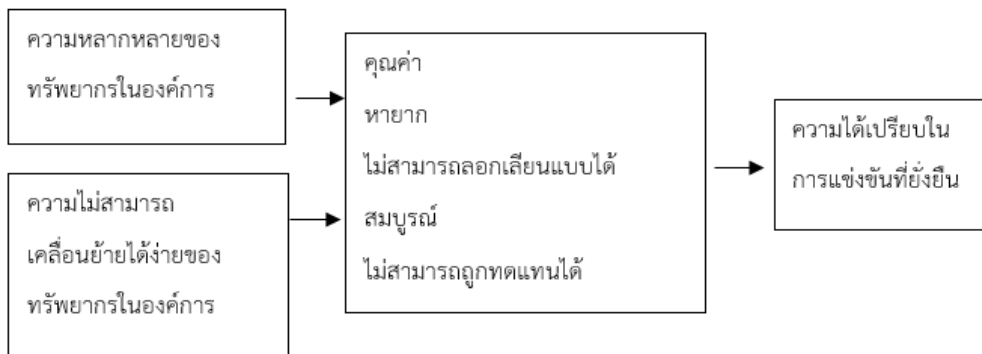 ความหลากหลายของ
ทรัพยากรในองค์การ
ความไม่สามารถ
เคลื่อนย้ายได้ง่ายของ
ทรัพยากรในองค์การ
คุณค่า
หายาก
ไม่สามารถลอกเลียนแบบได้
สมบูรณ์
ไม่สามารถถูกทดแทนได้
ความได้เปรียบใน
การแข่งขันที่ยั่งยืน